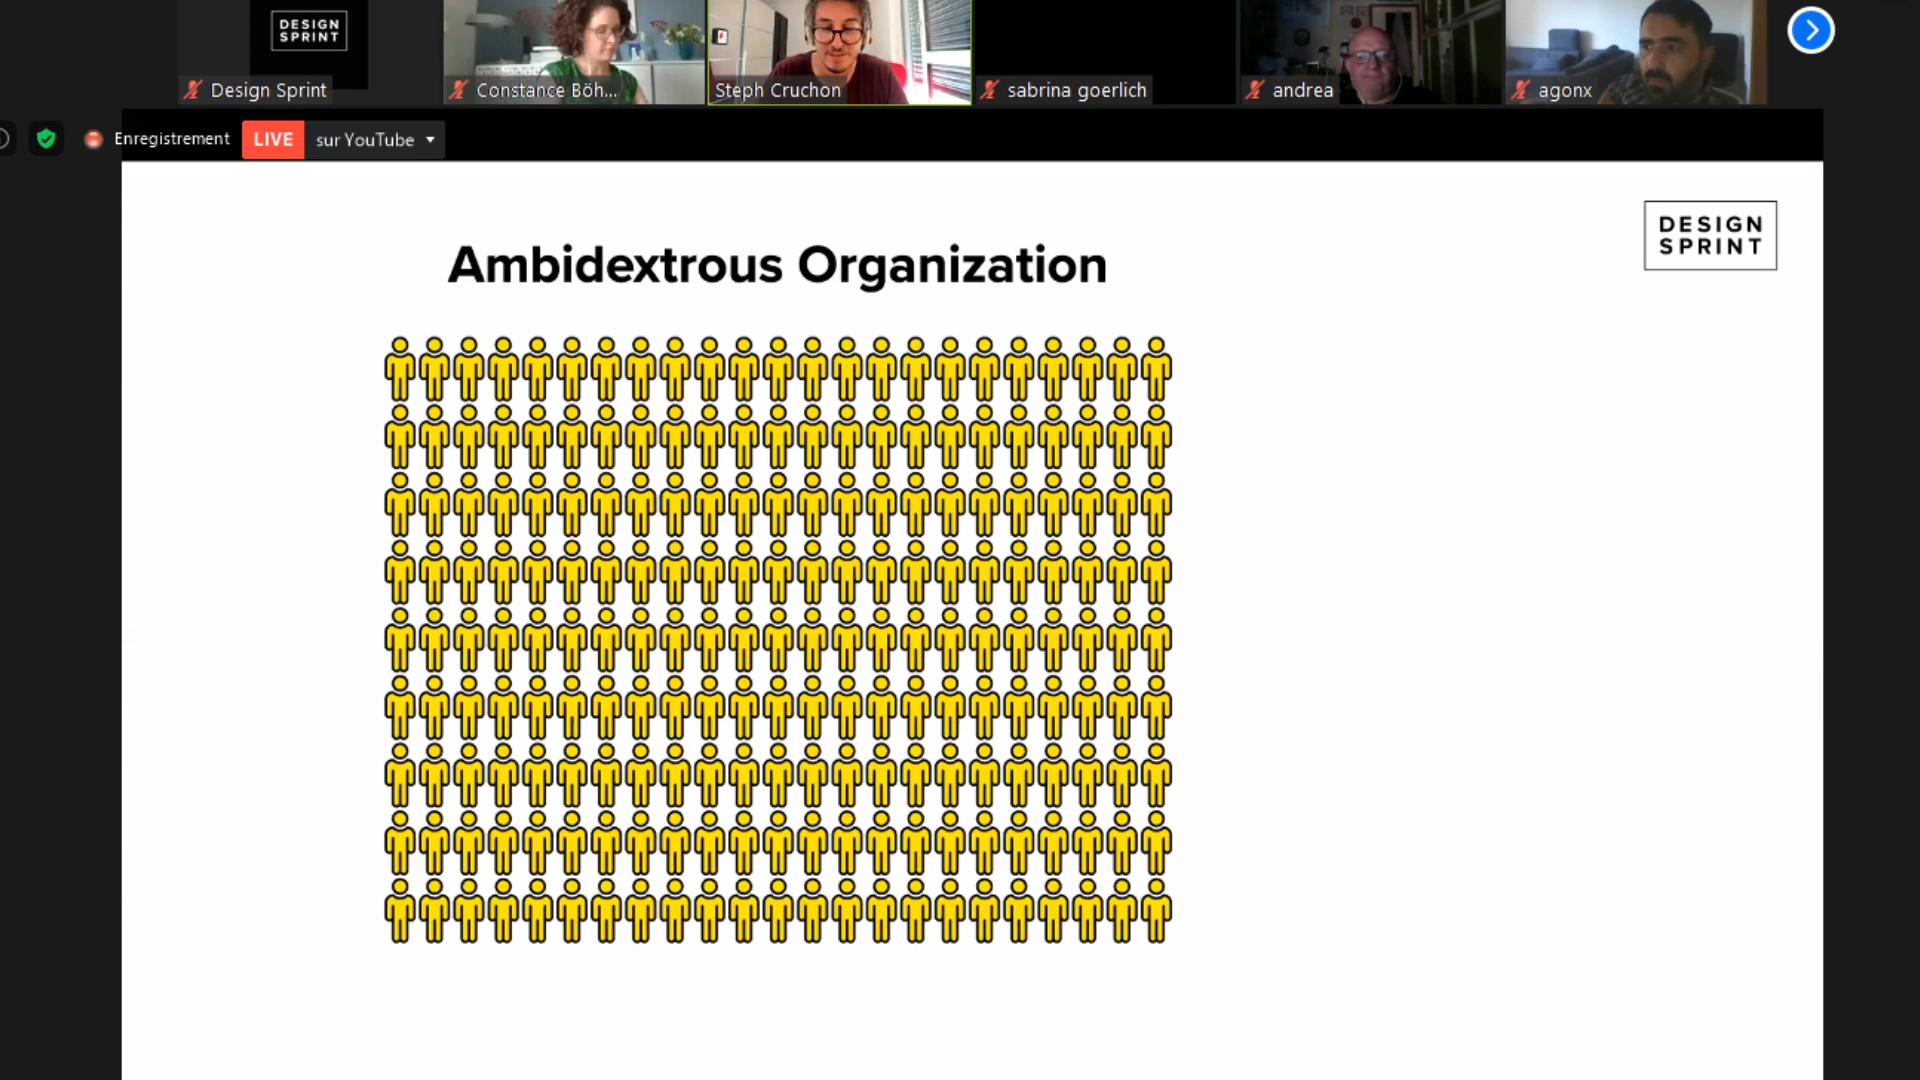 DESIGN
SPRINT
Design Sprint
Constance Böh...
Steph Cruchon
sabrina goerlich
andrea
agonx
Enregistrement
LIVE
sur YouTube
DESIGN
SPRINT
Ambidextrous Organization